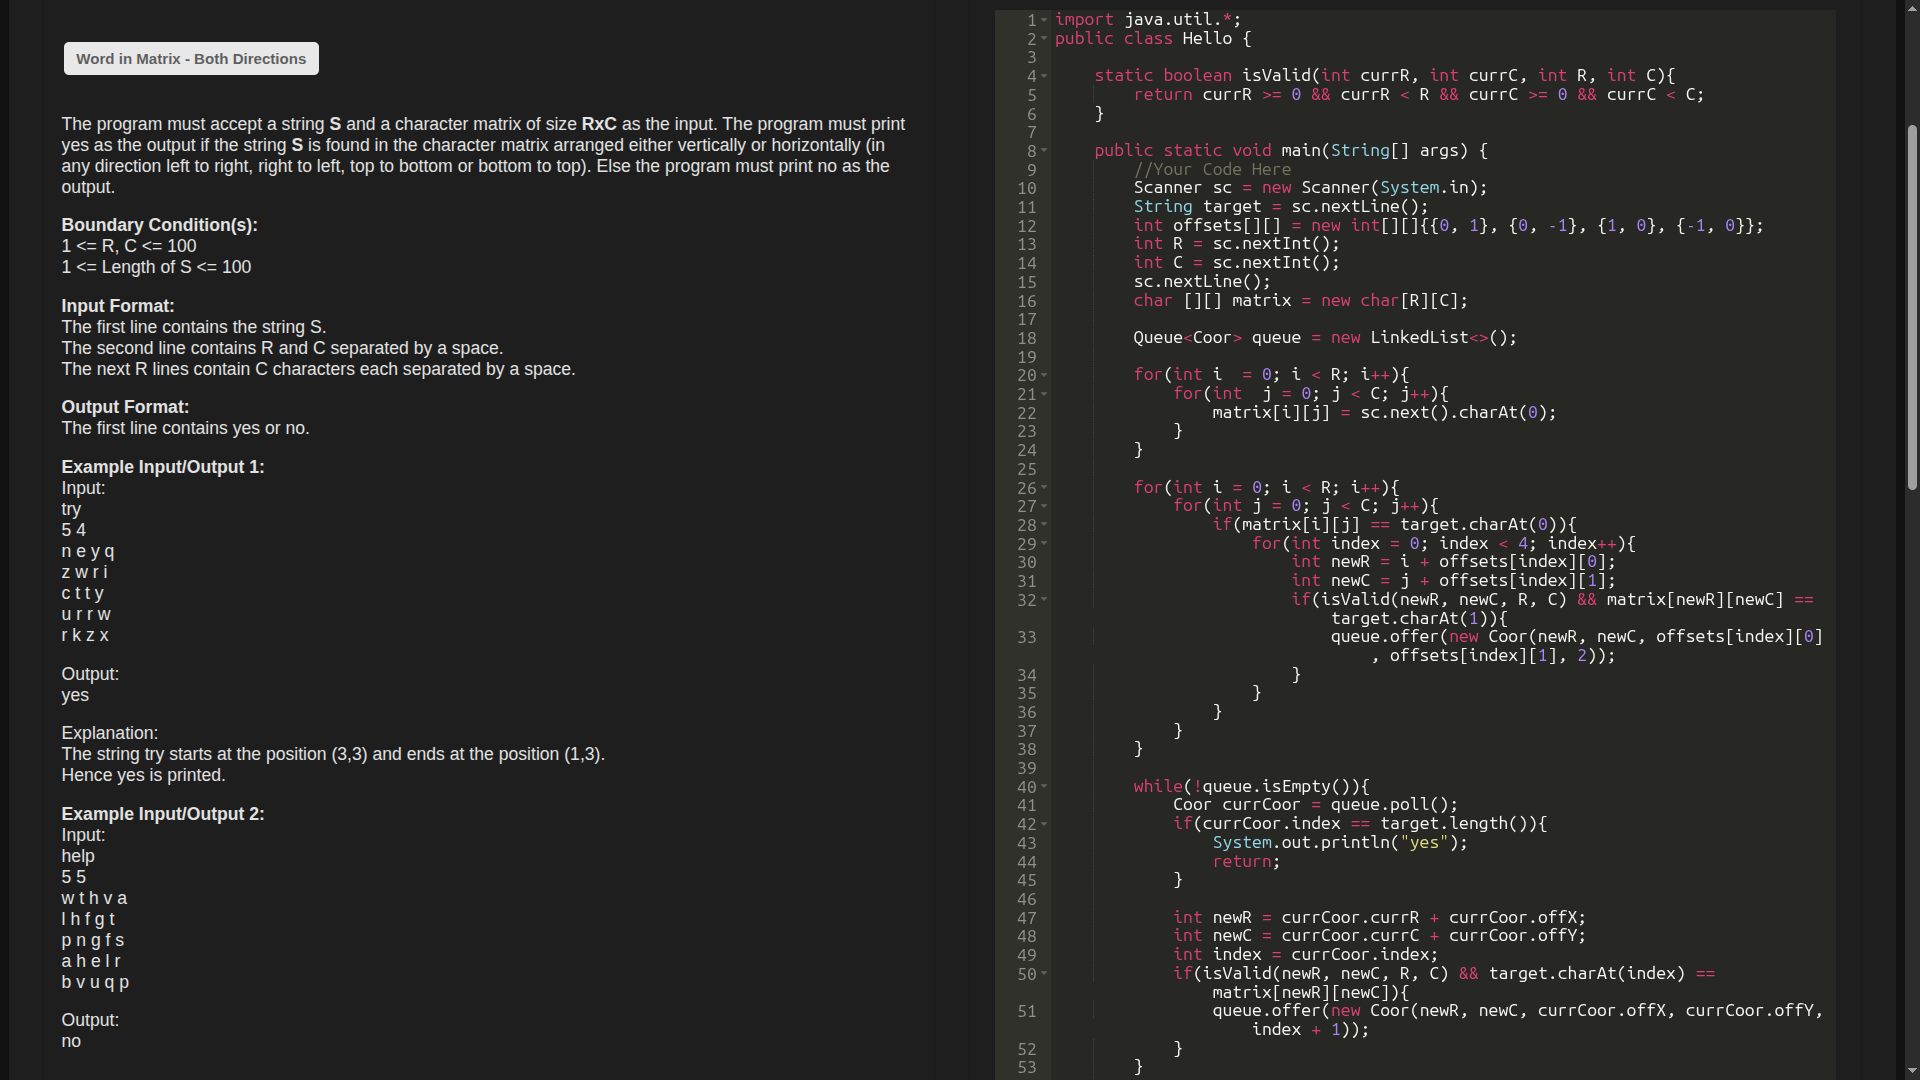 Word in Matrix - Both Directions
The program must accept a string S and a character matrix of size RxC as the input. The program must print
yes as the output if the string S is found in the character matrix arranged either vertically or horizontally (in
any direction left to right, right to left, top to bottom or bottom to top). Else the program must print no as the
output.
Boundary Condition(s):
1 <= R, C <= 100
1 <= Length of S <= 100
Input Format:
The first line contains the string S.
The second line contains R and C separated by a space.
The next R lines contain C characters each separated by a space.
Output Format:
The first line contains yes or no.
Example Input/Output 1:
Input:
try
5 4
n e y q
z w r i
c t t y
u r r w
r k z x
Output:
yes
Explanation:
The string try starts at the position (3,3) and ends at the position (1,3).
Hence yes is printed.
Example Input/Output 2:
Input:
help
5 5
w t h v a
l h f g t
p n g f s
a h e l r
b v u q p
Output:
no
1 import java.util.*;
2 public class Hello {
3
4     static boolean isValid(int currR, int currC, int R, int C){
5         return currR >= 0 && currR < R && currC >= 0 && currC < C;
6     }
7
8     public static void main(String[] args) {
9         //Your Code Here
10         Scanner sc = new Scanner(System.in);
11         String target = sc.nextLine();
12         int offsets[][] = new int[][]{{0, 1}, {0, -1}, {1, 0}, {-1, 0}};
13         int R = sc.nextInt();
14         int C = sc.nextInt();
15         sc.nextLine();
16         char [][] matrix = new char[R][C];
17
18         Queue<Coor> queue = new LinkedList<>();
19
20         for(int i  = 0; i < R; i++){
21             for(int  j = 0; j < C; j++){
22                 matrix[i][j] = sc.next().charAt(0);
23             }
24         }
25
26         for(int i = 0; i < R; i++){
27             for(int j = 0; j < C; j++){
28                 if(matrix[i][j] == target.charAt(0)){
29                     for(int index = 0; index < 4; index++){
30                         int newR = i + offsets[index][0];
31                         int newC = j + offsets[index][1];
32                         if(isValid(newR, newC, R, C) && matrix[newR][newC] ==
target.charAt(1)){
33                             queue.offer(new Coor(newR, newC, offsets[index][0]
, offsets[index][1], 2));
34                         }
35                     }
36                 }
37             }
38         }
39
40         while(!queue.isEmpty()){
41             Coor currCoor = queue.poll();
42             if(currCoor.index == target.length()){
43                 System.out.println("yes");
44                 return;
45             }
46
47             int newR = currCoor.currR + currCoor.offX;
48             int newC = currCoor.currC + currCoor.offY;
49             int index = currCoor.index;
50             if(isValid(newR, newC, R, C) && target.charAt(index) ==
matrix[newR][newC]){
51                 queue.offer(new Coor(newR, newC, currCoor.offX, currCoor.offY,
index + 1));
52             }
53         }